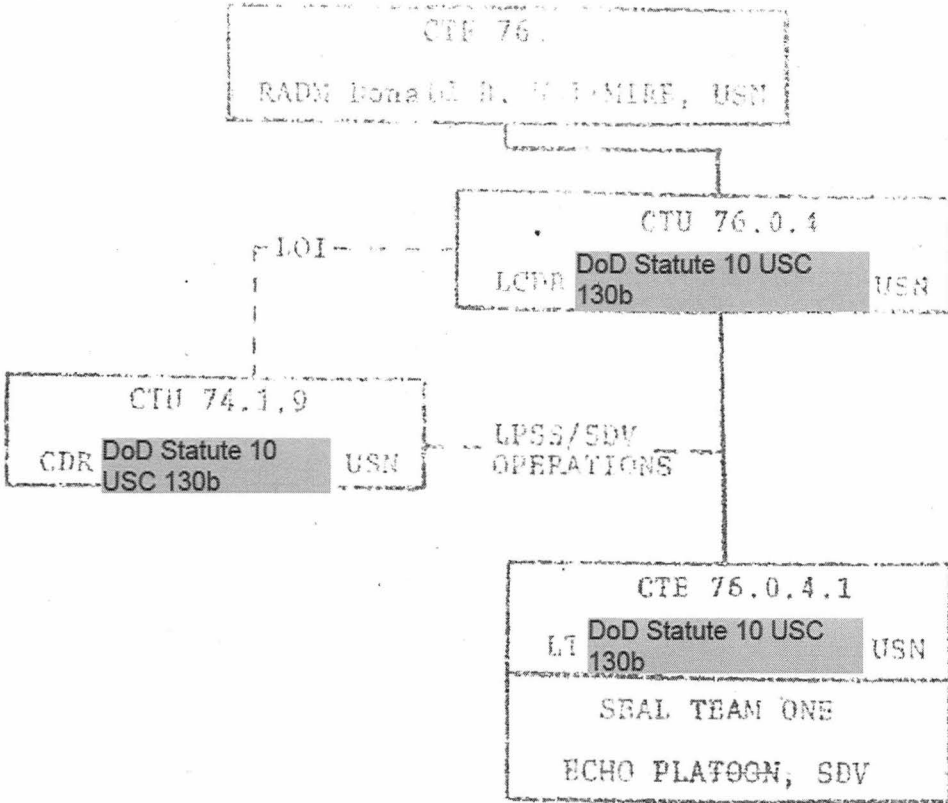 CTF 76.
RADM Donald B. USN
CTU 76.0.4
LCDR DoD Statute 10 USC 130b USN
LOI
CTU 74.1.9
CDR DoD Statute 10 USC 130b USN
LPSS/SDV
OPERATIONS
CTE 76.0.4.1
LT DoD Statute 10 USC 130b USN
SEAL TEAM ONE
ECHO PLATOON, SDV